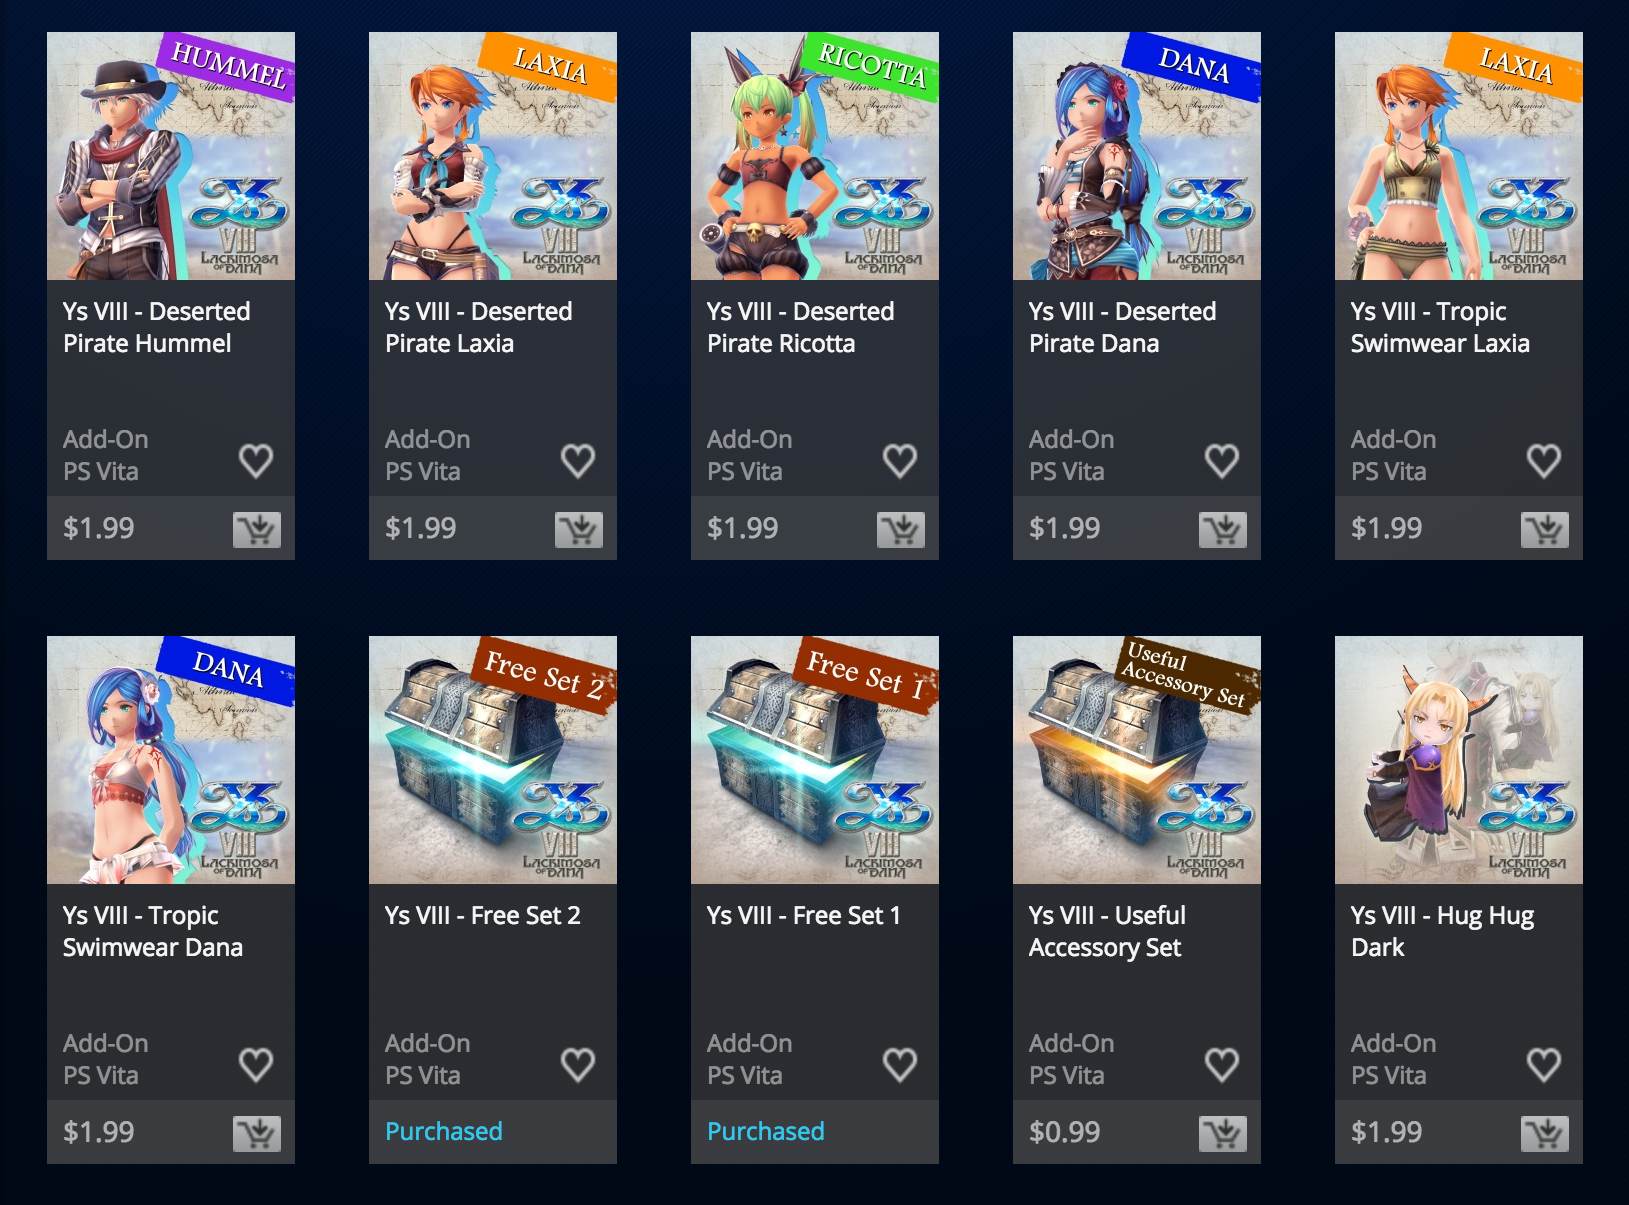 HUMMEL
Ys
VIII
LACRIMOSA
OF DANA
Ys VIII - Deserted
Pirate Hummel
Add-On
PS Vita
$1.99
LAXIA
Ys
VIII
LACRIMOSA
OF DANA
Ys VIII - Deserted
Pirate Laxia
Add-On
PS Vita
$1.99
RICOTTA
Ys
VIII
LACRIMOSA
OF DANA
Ys VIII - Deserted
Pirate Ricotta
Add-On
PS Vita
$1.99
DANA
Ys
VIII
LACRIMOSA
OF DANA
Ys VIII - Deserted
Pirate Dana
Add-On
PS Vita
$1.99
LAXIA
Ys
VIII
LACRIMOSA
OF DANA
Ys VIII - Tropic
Swimwear Laxia
Add-On
PS Vita
$1.99
DANA
Ys
VIII
LACRIMOSA
OF DANA
Ys VIII - Tropic
Swimwear Dana
Add-On
PS Vita
$1.99
Free Set 2
Ys
VIII
LACRIMOSA
OF DANA
Ys VIII - Free Set 2
Add-On
PS Vita
Purchased
Free Set 1
Ys
VIII
LACRIMOSA
OF DANA
Ys VIII - Free Set 1
Add-On
PS Vita
Purchased
Useful
Accessory Set
Ys
VIII
LACRIMOSA
OF DANA
Ys VIII - Useful
Accessory Set
Add-On
PS Vita
$0.99
Ys
VIII
LACRIMOSA
OF DANA
Ys VIII - Hug Hug
Dark
Add-On
PS Vita
$1.99